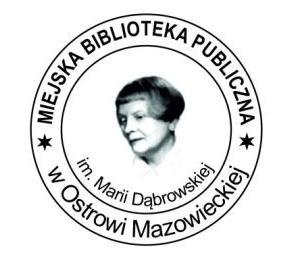 ★ MIEJSKA BIBLIOTEKA PUBLICZNA ★
im. Marii Dąbrowskiej
w Ostrowi Mazowieckiej